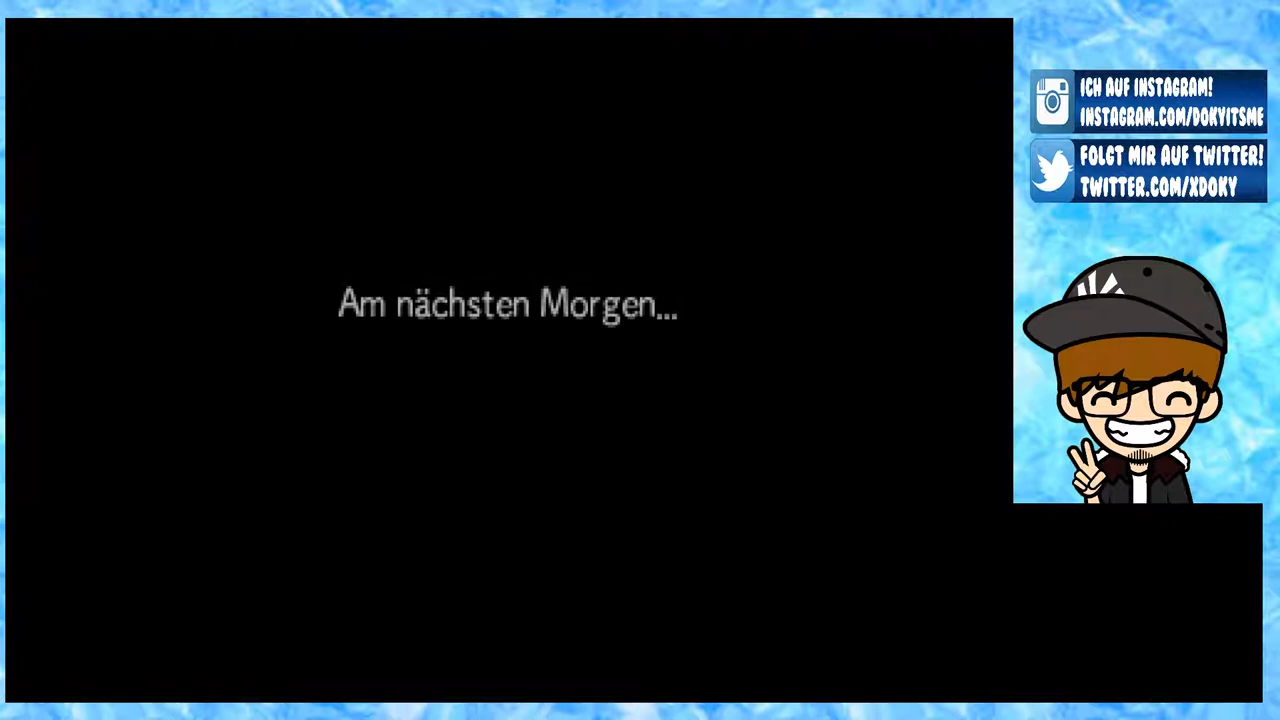 Am nächsten Morgen...
ICH AUF INSTAGRAM!
INSTAGRAM.COM/DOKYITSME
FOLGT MIR AUF TWITTER!
TWITTER.COM/XDOKY